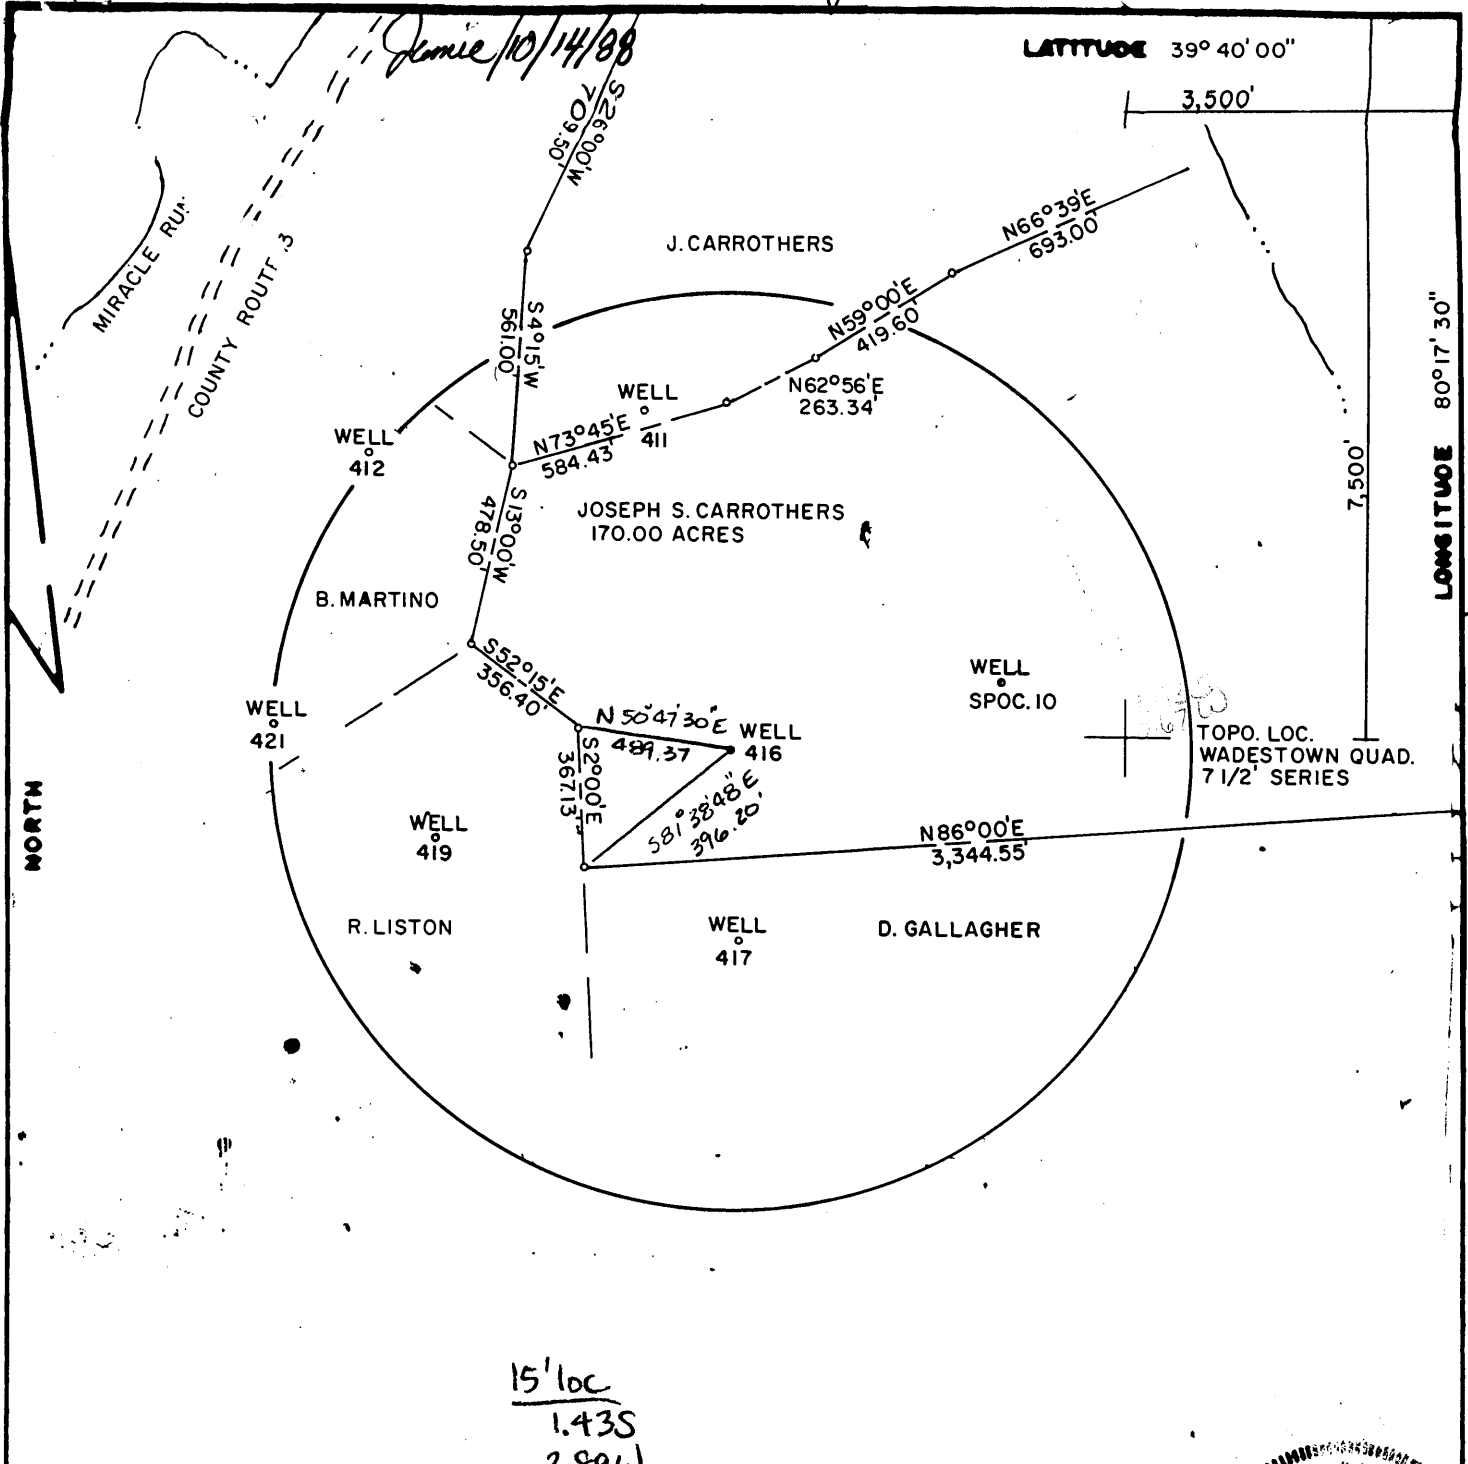 Jamie/10/14/88
LATITUDE 39° 40' 00"
3,500'
S26°00'W
709.50'
MIRACLE RUN
COUNTY ROUTE 3
J. CARROTHERS
N66°39'E
693.00'
N59°00'E
419.60'
N62°56'E
263.34'
S4°15'W
561.00'
LONGITUDE 80°17'30"
7,500'
WELL
411
N73°45'E
584.43'
WELL
412
S13°00'W
478.50'
JOSEPH S. CARROTHERS
170.00 ACRES
B. MARTINO
S52°15'E
356.40'
WELL
SPOC. 10
WELL
421
N 50°47'30" E
489.37
WELL
416
TOPO. LOC.
WADESTOWN QUAD.
7 1/2' SERIES
S2°00'E
367.13'
S81°38'48" E
396.20'
NORTH
WELL
419
N86°00'E
3,344.55'
R. LISTON
WELL
417
D. GALLAGHER
15' loc
1.43S